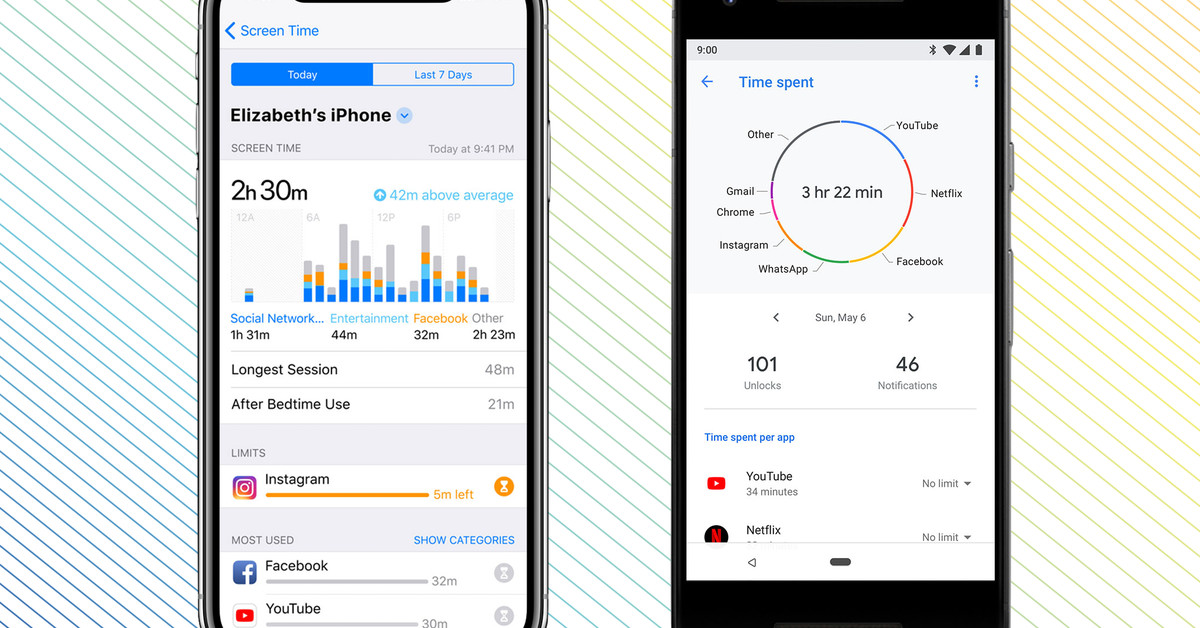 Screen Time
Today
Last 7 Days
Elizabeth's iPhone
SCREEN TIME
Today at 9:41 PM
2h 30m
42m above average
12A 6A 12P 6P
Social Network... Entertainment Facebook Other
1h 31m 44m 32m 2h 23m
Longest Session 48m
After Bedtime Use 21m
LIMITS
Instagram
5m left
MOST USED SHOW CATEGORIES
Facebook
32m
YouTube
30m
9:00
Time spent
Other
YouTube
Gmail
3 hr 22 min
Netflix
Chrome
Instagram
Facebook
WhatsApp
Sun, May 6
101 46
Unlocks Notifications
Time spent per app
YouTube
34 minutes
No limit
Netflix
No limit